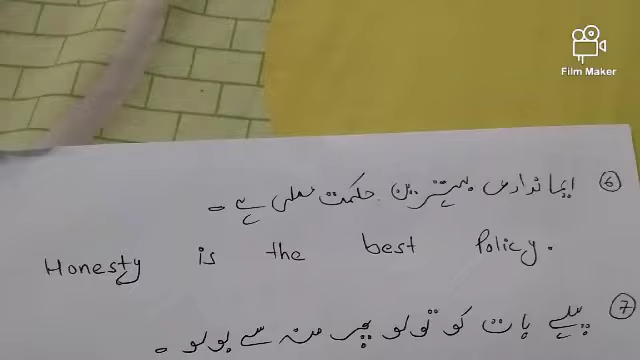 Film Maker
⑥ ایمانداری بہترین حکمت عملی ہے۔
Honesty is the best Policy.
⑦ پہلے بات کو تولو پھر منہ سے بولو۔